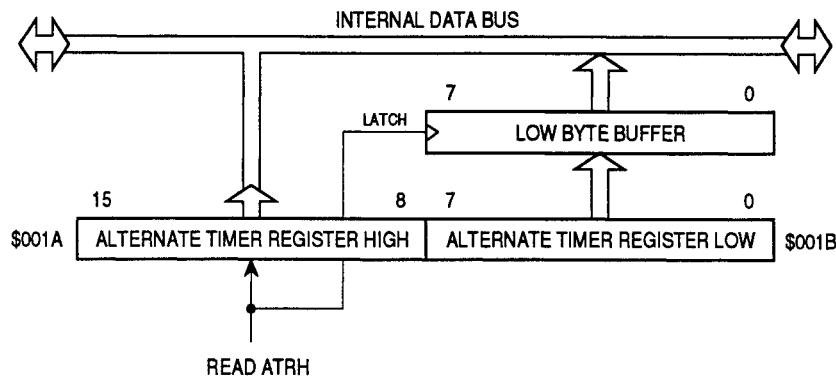 INTERNAL DATA BUS
7 0
LATCH
LOW BYTE BUFFER
15 8 7 0
$001A ALTERNATE TIMER REGISTER HIGH ALTERNATE TIMER REGISTER LOW $001B
READ ATRH